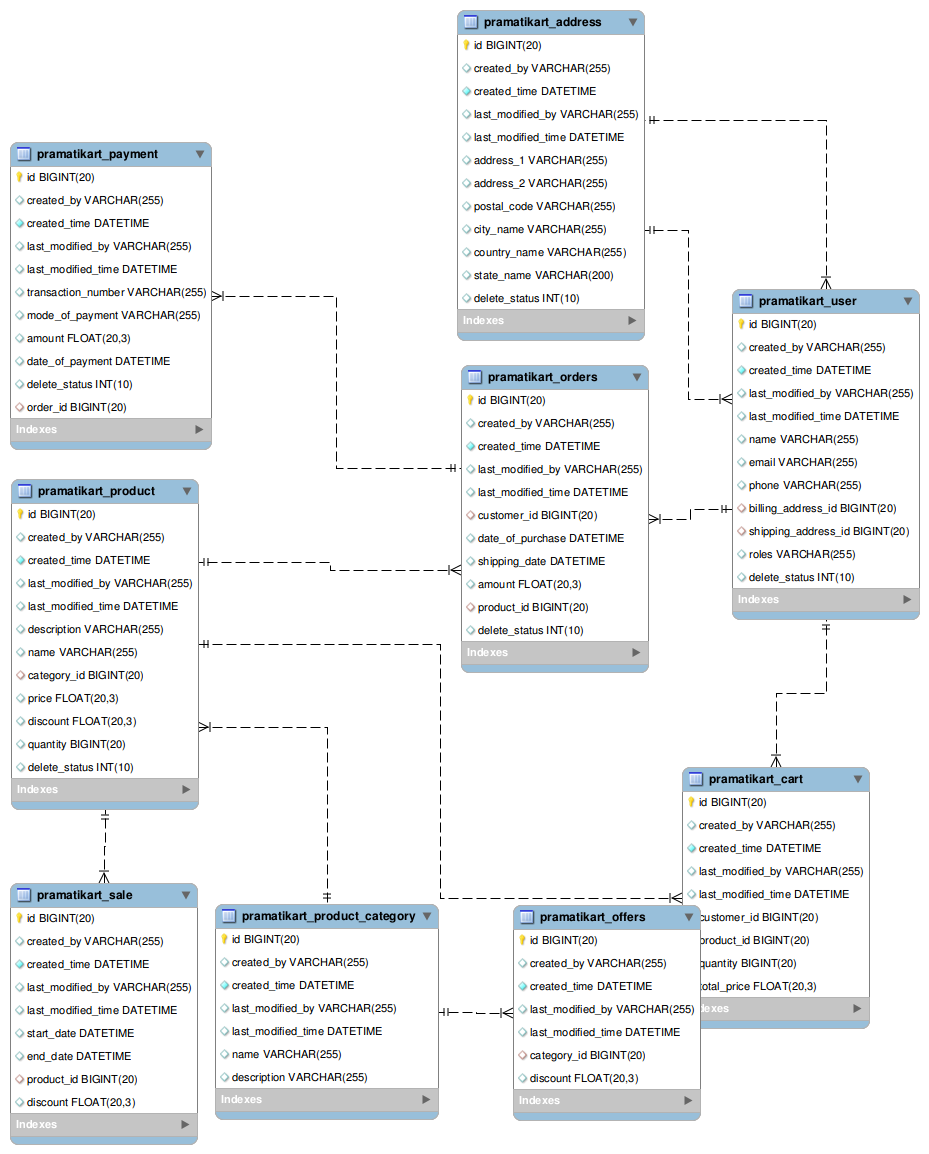 pramatikart_address
id BIGINT(20)
created_by VARCHAR(255)
created_time DATETIME
last_modified_by VARCHAR(255)
last_modified_time DATETIME
address_1 VARCHAR(255)
address_2 VARCHAR(255)
postal_code VARCHAR(255)
city_name VARCHAR(255)
country_name VARCHAR(255)
state_name VARCHAR(200)
delete_status INT(10)
Indexes
pramatikart_payment
id BIGINT(20)
created_by VARCHAR(255)
created_time DATETIME
last_modified_by VARCHAR(255)
last_modified_time DATETIME
transaction_number VARCHAR(255)
mode_of_payment VARCHAR(255)
amount FLOAT(20,3)
date_of_payment DATETIME
delete_status INT(10)
order_id BIGINT(20)
Indexes
pramatikart_user
id BIGINT(20)
created_by VARCHAR(255)
created_time DATETIME
last_modified_by VARCHAR(255)
last_modified_time DATETIME
name VARCHAR(255)
email VARCHAR(255)
phone VARCHAR(255)
billing_address_id BIGINT(20)
shipping_address_id BIGINT(20)
roles VARCHAR(255)
delete_status INT(10)
Indexes
pramatikart_orders
id BIGINT(20)
created_by VARCHAR(255)
created_time DATETIME
last_modified_by VARCHAR(255)
last_modified_time DATETIME
customer_id BIGINT(20)
date_of_purchase DATETIME
shipping_date DATETIME
amount FLOAT(20,3)
product_id BIGINT(20)
delete_status INT(10)
Indexes
pramatikart_product
id BIGINT(20)
created_by VARCHAR(255)
created_time DATETIME
last_modified_by VARCHAR(255)
last_modified_time DATETIME
description VARCHAR(255)
name VARCHAR(255)
category_id BIGINT(20)
price FLOAT(20,3)
discount FLOAT(20,3)
quantity BIGINT(20)
delete_status INT(10)
Indexes
pramatikart_cart
id BIGINT(20)
created_by VARCHAR(255)
created_time DATETIME
last_modified_by VARCHAR(255)
last_modified_time DATETIME
customer_id BIGINT(20)
product_id BIGINT(20)
quantity BIGINT(20)
total_price FLOAT(20,3)
dexes
pramatikart_sale
id BIGINT(20)
created_by VARCHAR(255)
created_time DATETIME
last_modified_by VARCHAR(255)
last_modified_time DATETIME
start_date DATETIME
end_date DATETIME
product_id BIGINT(20)
discount FLOAT(20,3)
Indexes
pramatikart_product_category
id BIGINT(20)
created_by VARCHAR(255)
created_time DATETIME
last_modified_by VARCHAR(255)
last_modified_time DATETIME
name VARCHAR(255)
description VARCHAR(255)
Indexes
pramatikart_offers
id BIGINT(20)
created_by VARCHAR(255)
created_time DATETIME
last_modified_by VARCHAR(255)
last_modified_time DATETIME
category_id BIGINT(20)
discount FLOAT(20,3)
Indexes